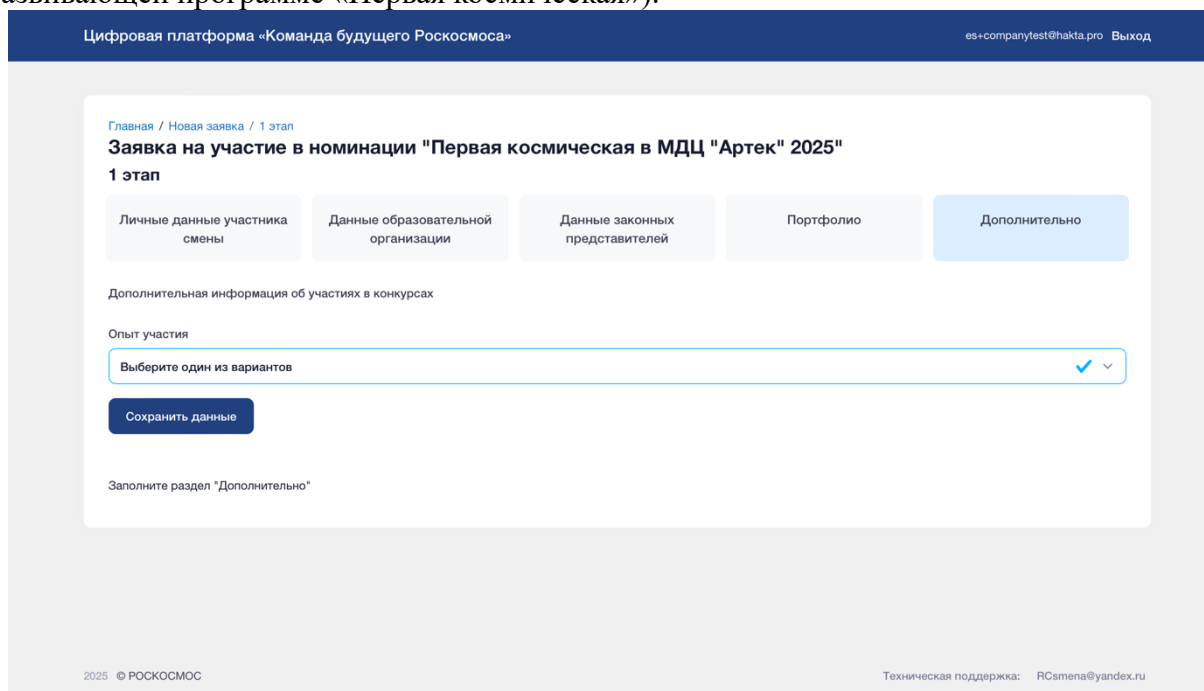 программе «Первая космическая»).
Цифровая платформа «Команда будущего Роскосмоса»
es+companytest@hakta.pro Выход
Главная / Новая заявка / 1 этап
Заявка на участие в номинации "Первая космическая в МДЦ "Артек" 2025"
1 этап
Личные данные участника
смены
Данные образовательной
организации
Данные законных
представителей
Портфолио
Дополнительно
Дополнительная информация об участиях в конкурсах
Опыт участия
Выберите один из вариантов
Сохранить данные
Заполните раздел "Дополнительно"
2025 © РОСКОСМОС
Техническая поддержка: RCsmena@yandex.ru